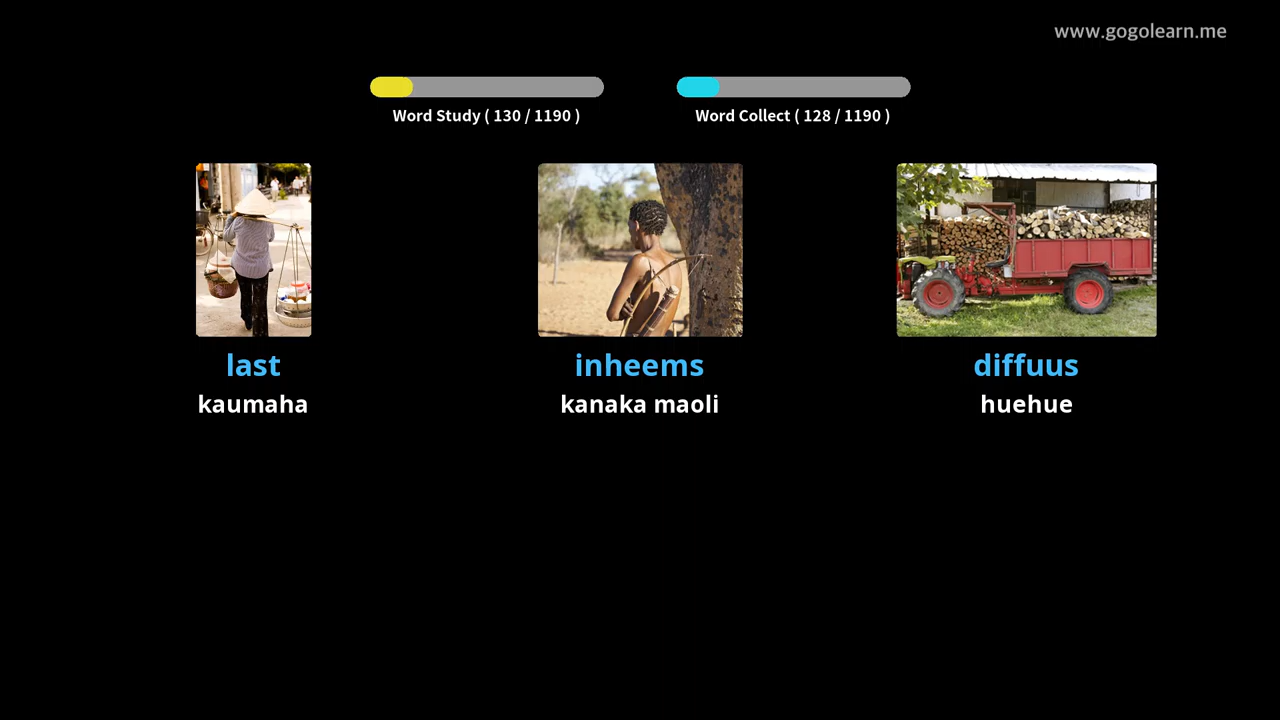 www.gogolearn.me
Word Study ( 130 / 1190 )
Word Collect ( 128 / 1190 )
last
kaumaha
inheems
kanaka maoli
diffuus
huehue